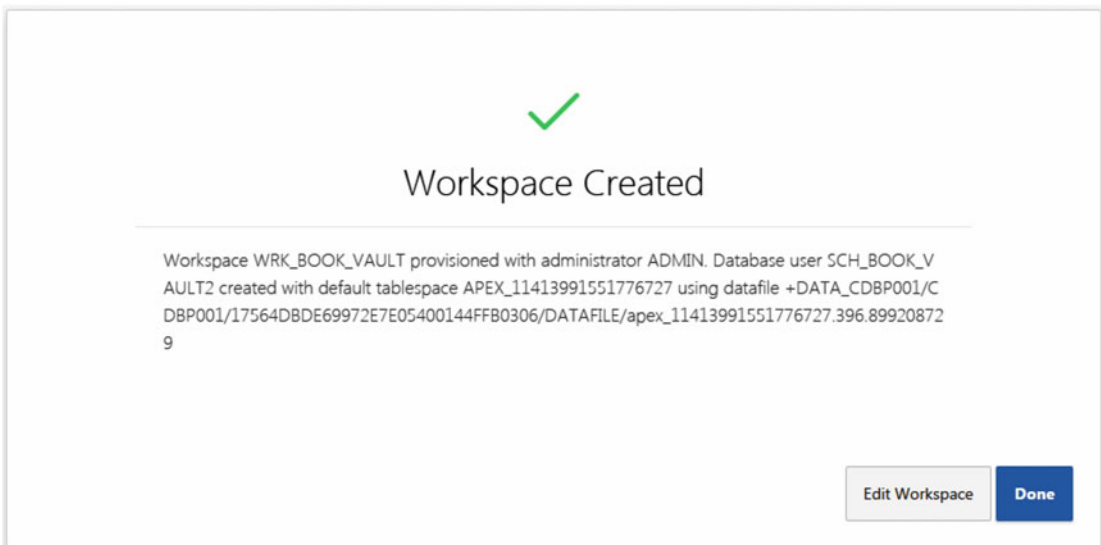 Workspace Created
Workspace WRK_BOOK_VAULT provisioned with administrator ADMIN. Database user SCH_BOOK_V
AULT2 created with default tablespace APEX_11413991551776727 using datafile +DATA_CDBP001/C
DBP001/17564DBDE69972E7E05400144FFB0306/DATAFILE/apex_11413991551776727.396.89920872
9
Edit Workspace
Done